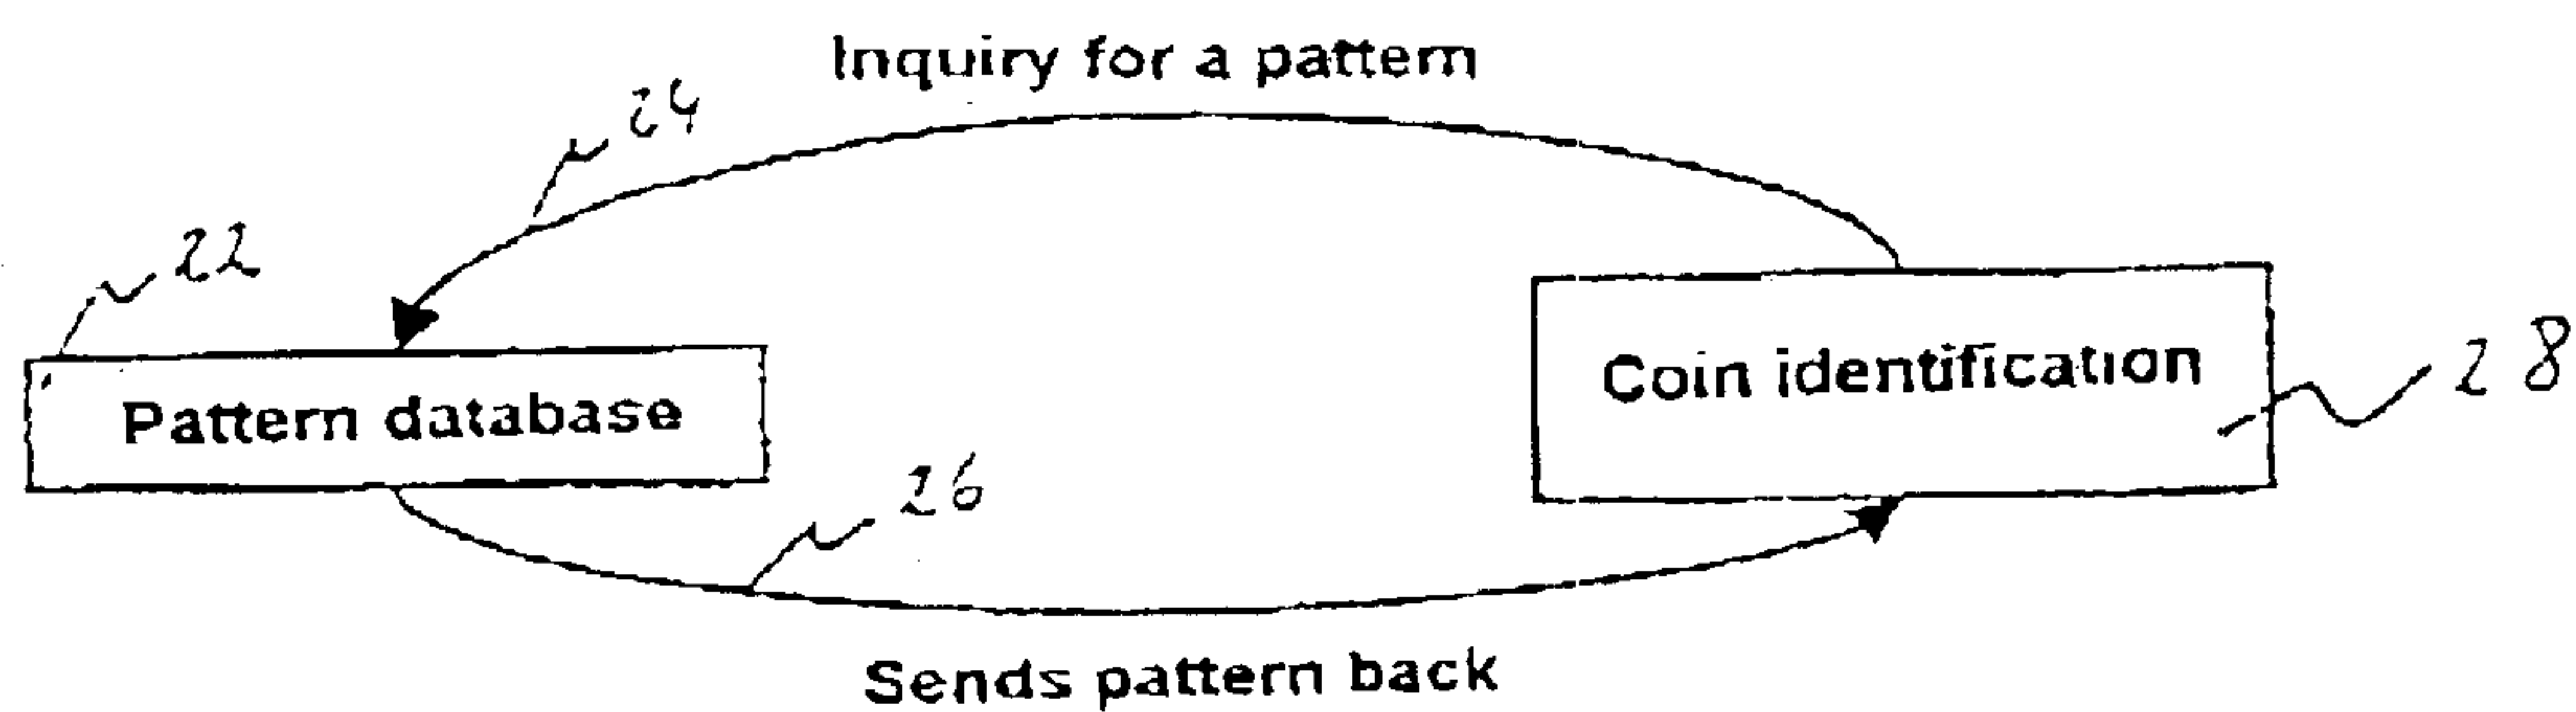 Inquiry for a pattern
24
22
Pattern database
Coin identification
28
26
Sends pattern back